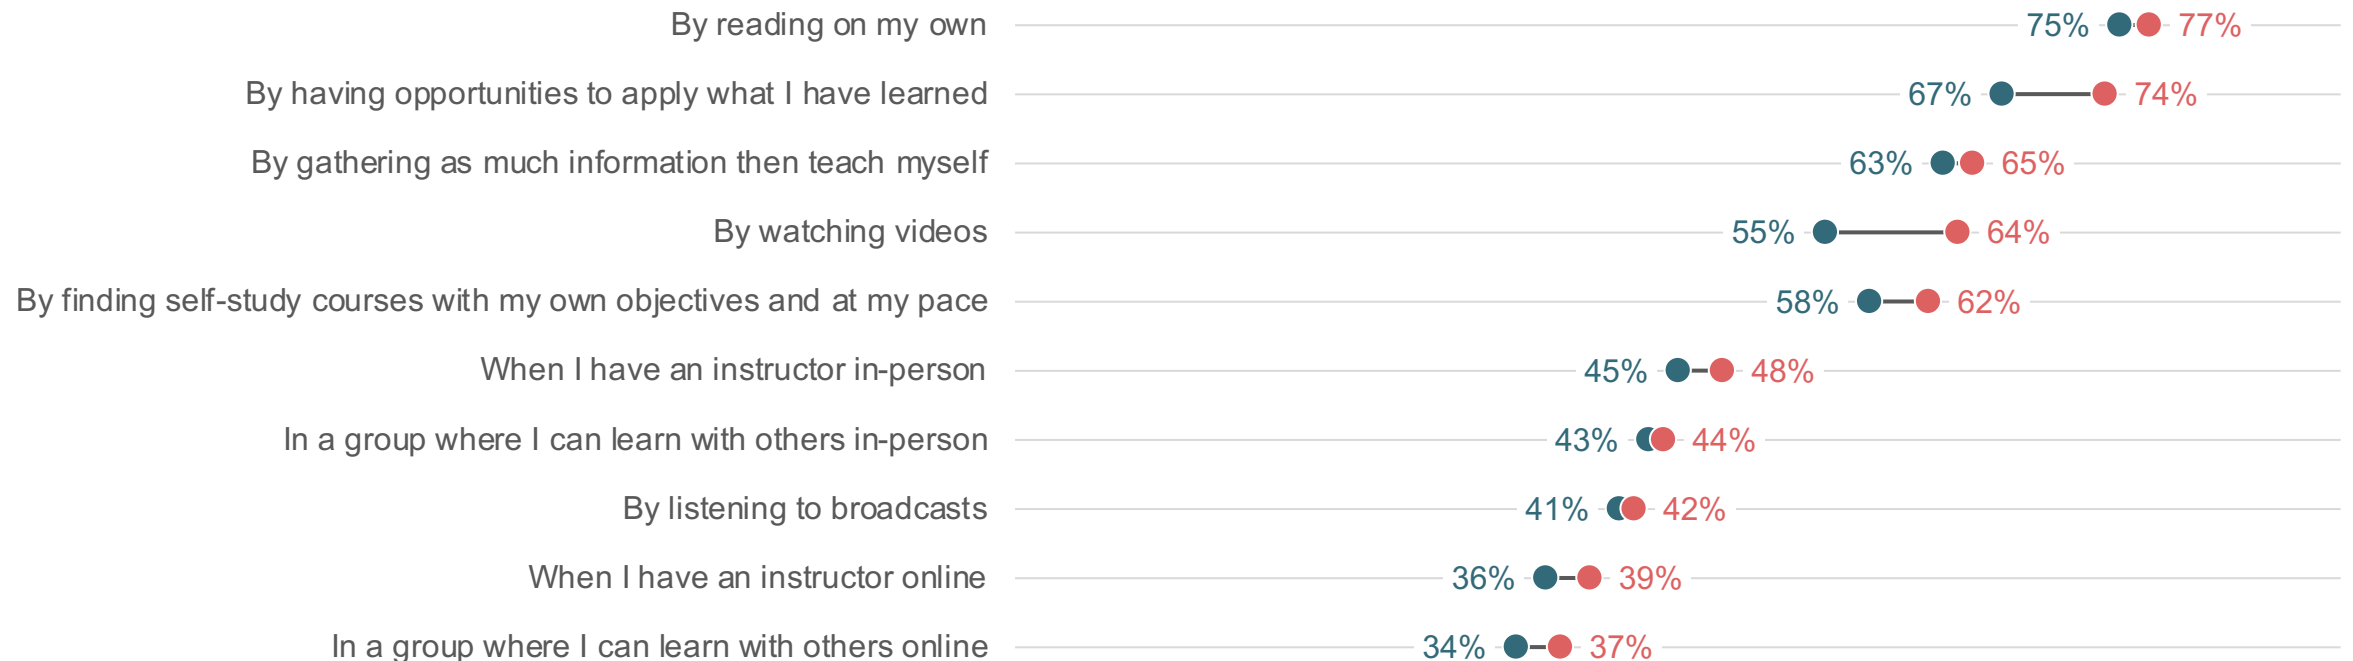 By reading on my own 75% 77%
By having opportunities to apply what I have learned 67% 74%
By gathering as much information then teach myself 63% 65%
By watching videos 55% 64%
By finding self-study courses with my own objectives and at my pace 58% 62%
When I have an instructor in-person 45% 48%
In a group where I can learn with others in-person 43% 44%
By listening to broadcasts 41% 42%
When I have an instructor online 36% 39%
In a group where I can learn with others online 34% 37%